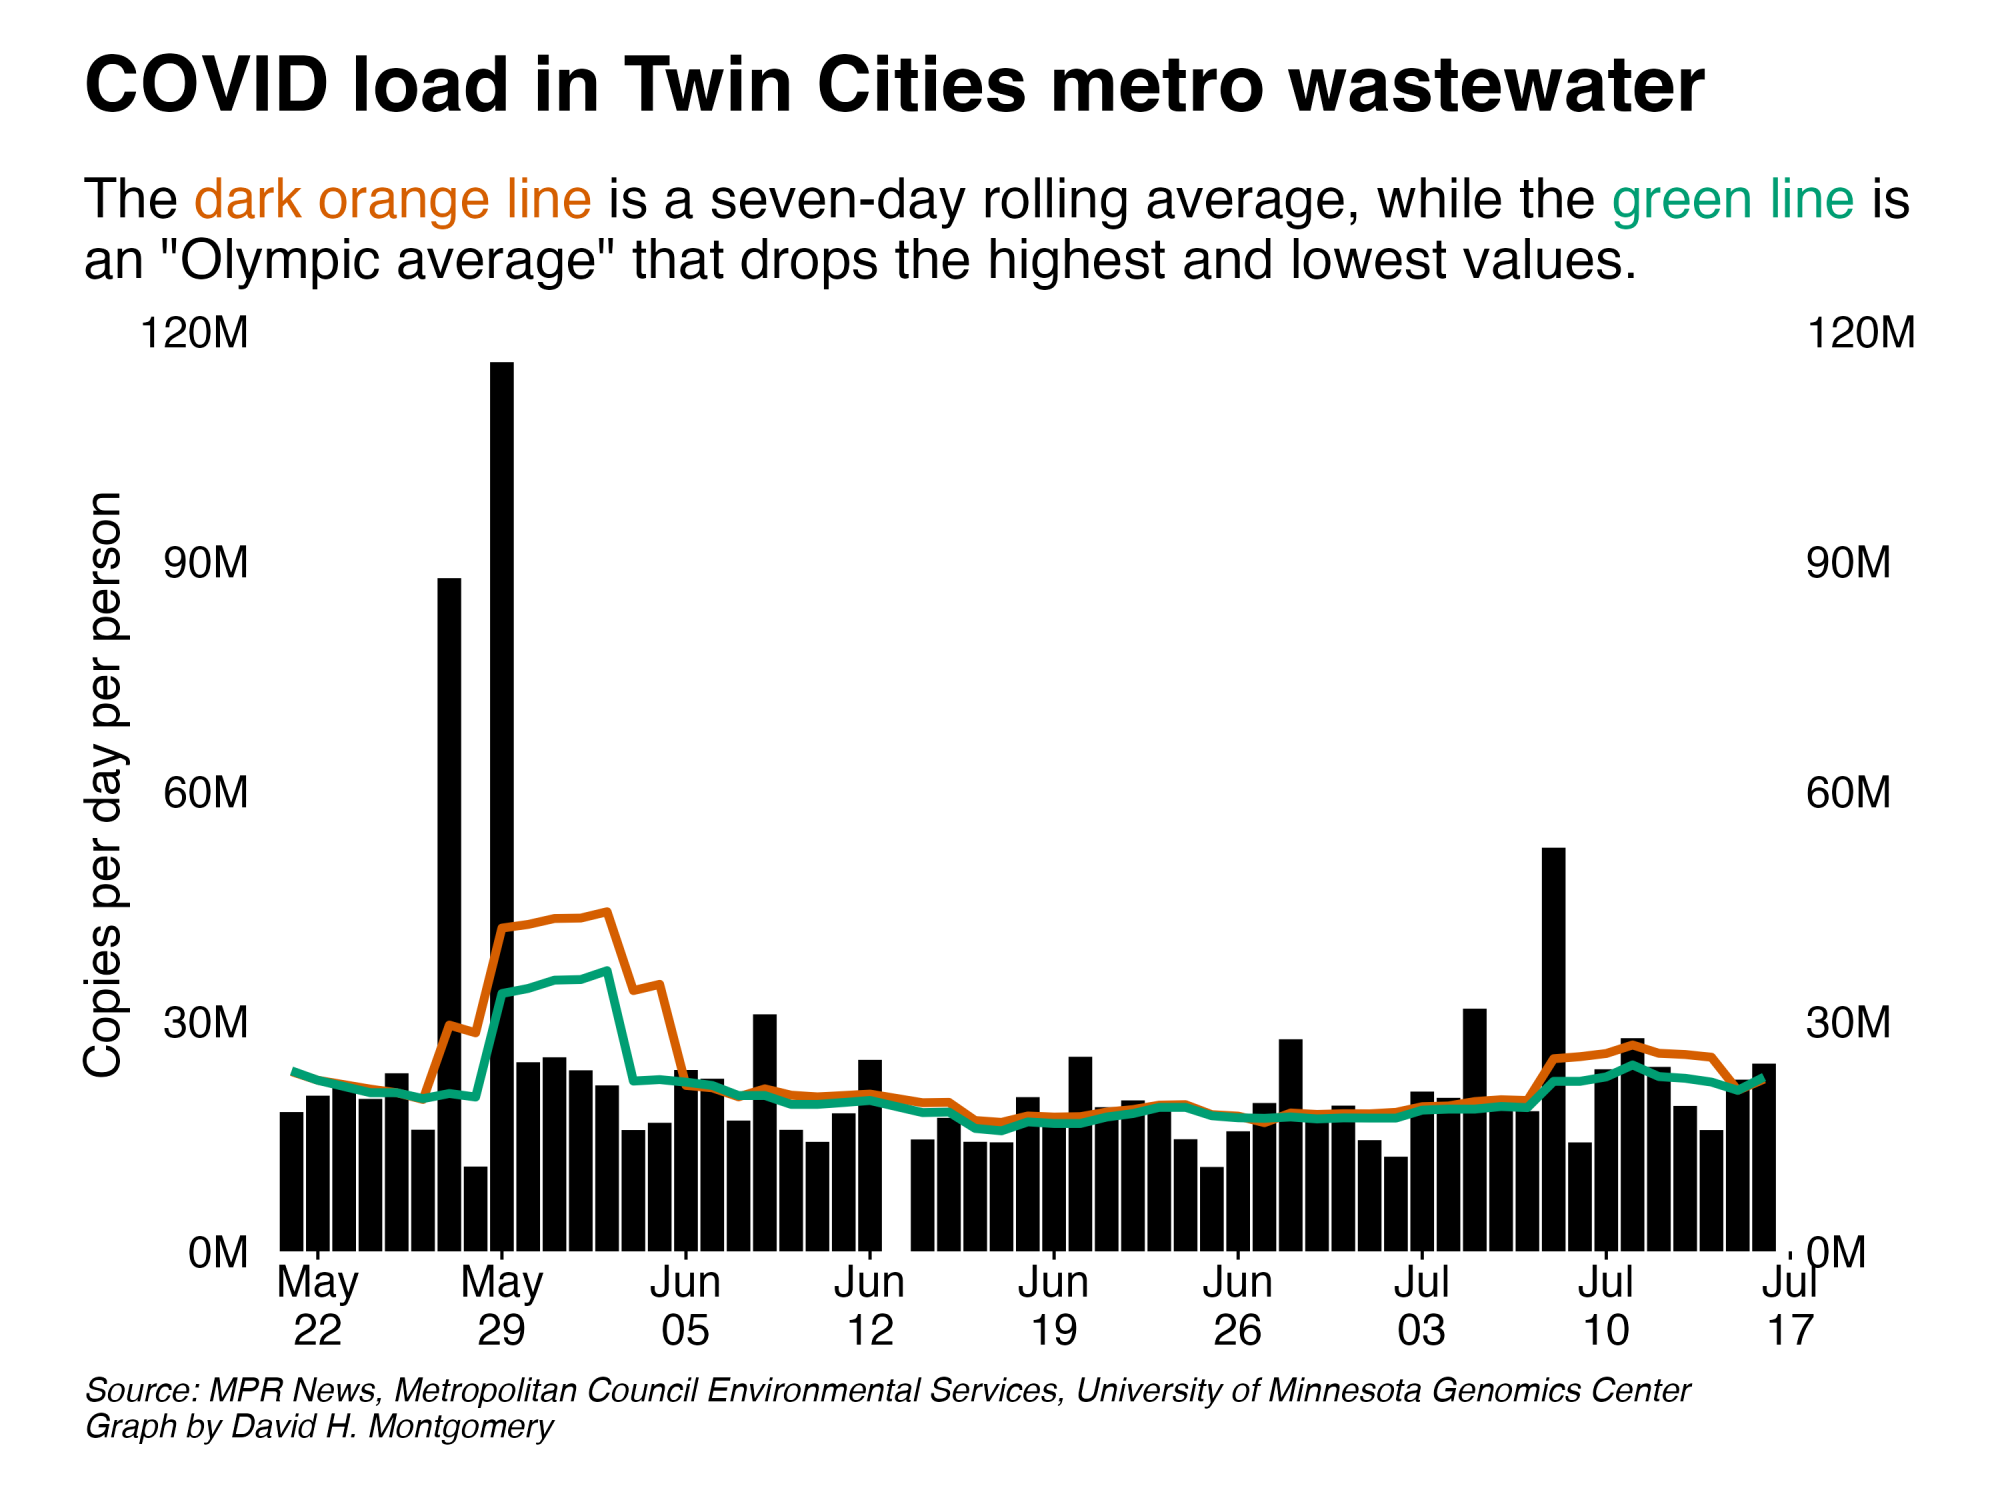 COVID load in Twin Cities metro wastewater
The dark orange line is a seven-day rolling average, while the green line is
an "Olympic average" that drops the highest and lowest values.
120M
120M
90M
90M
60M
60M
30M
30M
0M
0M
Copies per day per person
May 22
May 29
Jun 05
Jun 12
Jun 19
Jun 26
Jul 03
Jul 10
Jul 17
Source: MPR News, Metropolitan Council Environmental Services, University of Minnesota Genomics Center
Graph by David H. Montgomery